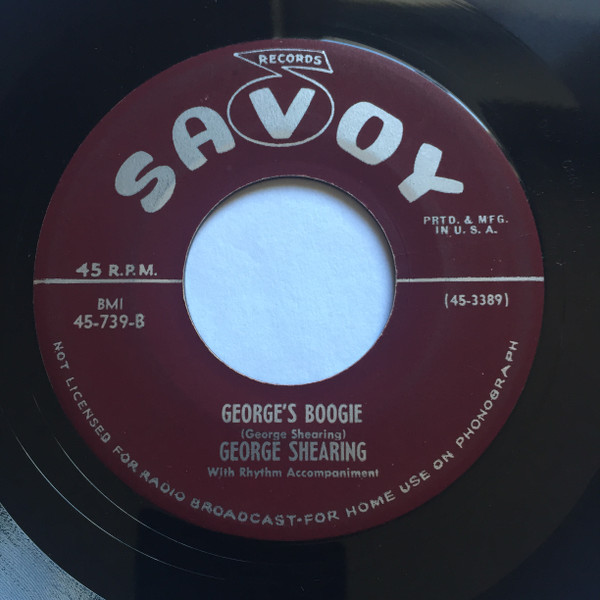 RECORDS
SAVOY
PRTD. & MFG.
IN U.S.A.
45 R.P.M.
BMI
45-739-B
(45-3389)
GEORGE'S BOOGIE
(George Shearing)
GEORGE SHEARING
With Rhythm Accompaniment
NOT LICENSED FOR RADIO BROADCAST-FOR HOME USE ON PHONOGRAPH